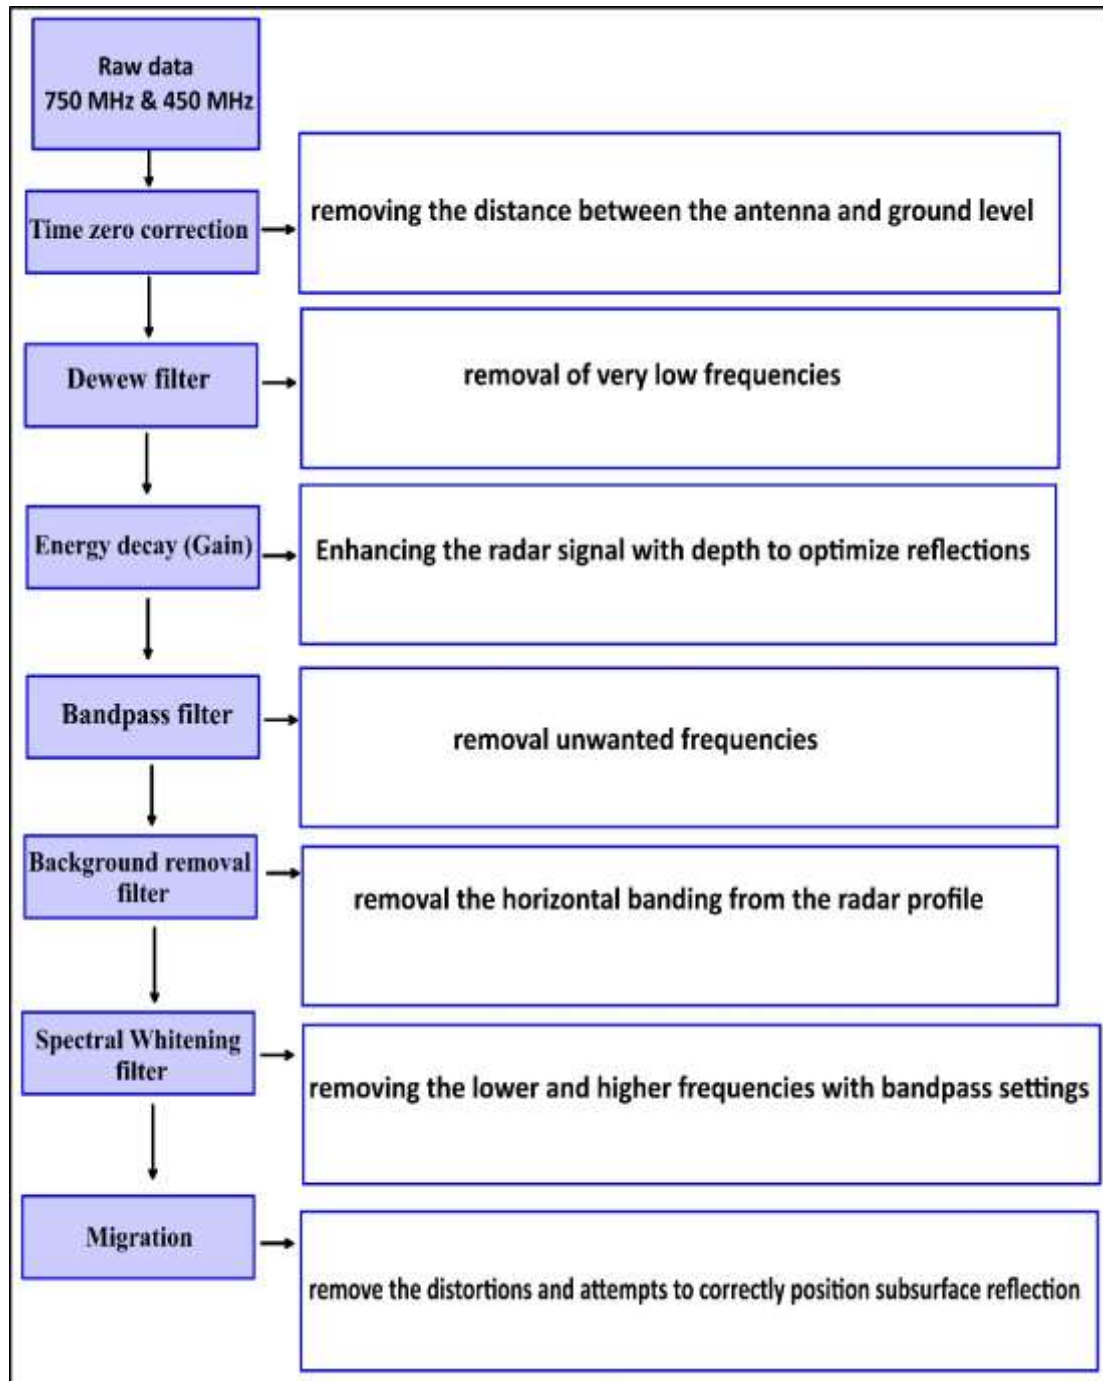 Raw data
750 MHz & 450 MHz
Time zero correction
removing the distance between the antenna and ground level
Dewew filter
removal of very low frequencies
Energy decay (Gain)
Enhancing the radar signal with depth to optimize reflections
Bandpass filter
removal unwanted frequencies
Background removal
filter
removal the horizontal banding from the radar profile
Spectral Whitening
filter
removing the lower and higher frequencies with bandpass settings
Migration
remove the distortions and attempts to correctly position subsurface reflection